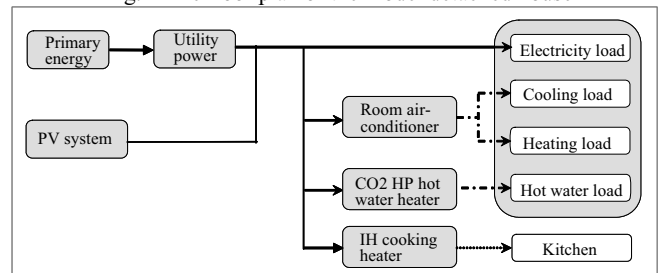 Primary
energy
Utility
power
Electricity load
Cooling load
Room air-
conditioner
PV system
Heating load
CO2 HP hot
water heater
Hot water load
IH cooking
heater
Kitchen